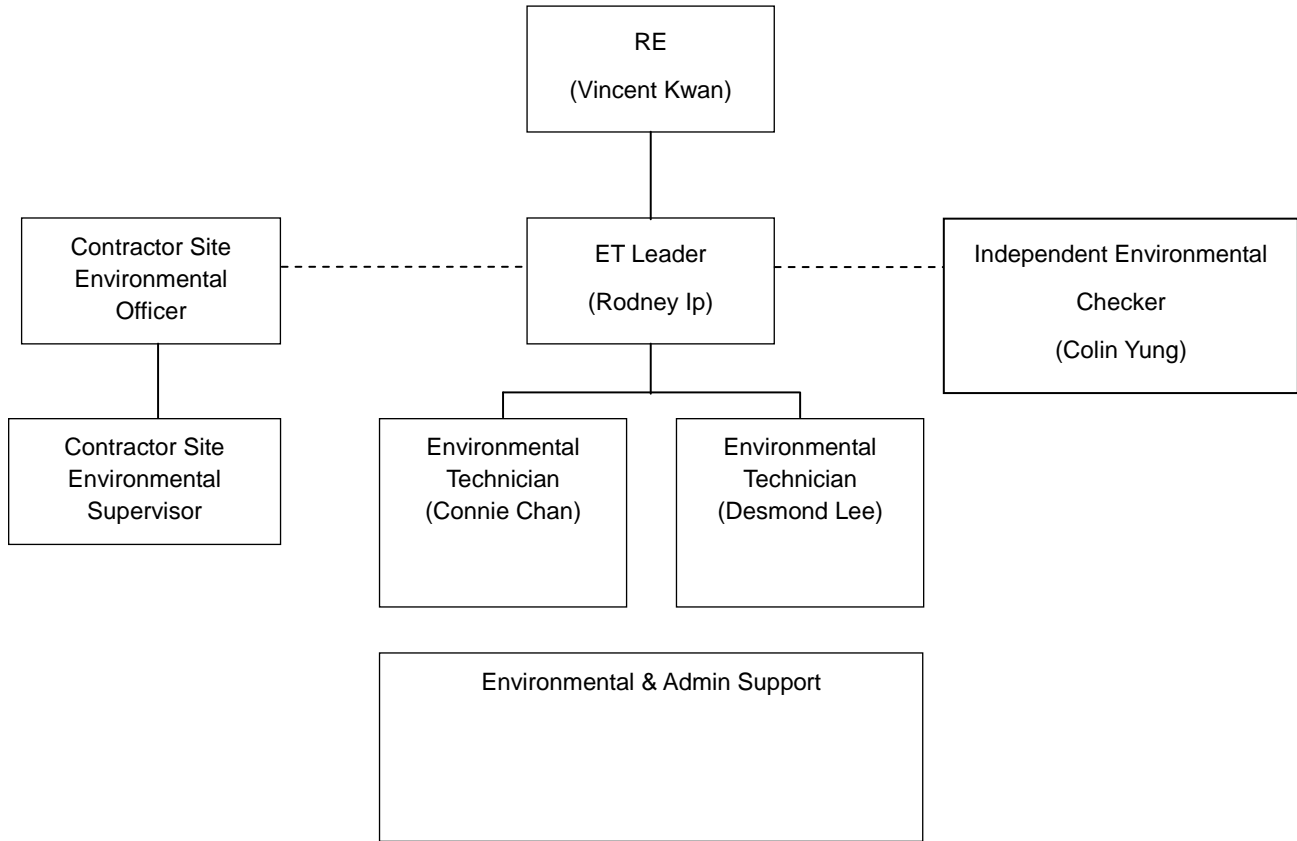 RE
(Vincent Kwan)
Contractor Site
Environmental
Officer
ET Leader
(Rodney Ip)
Independent Environmental
Checker
(Colin Yung)
Contractor Site
Environmental
Supervisor
Environmental
Technician
(Connie Chan)
Environmental
Technician
(Desmond Lee)
Environmental & Admin Support